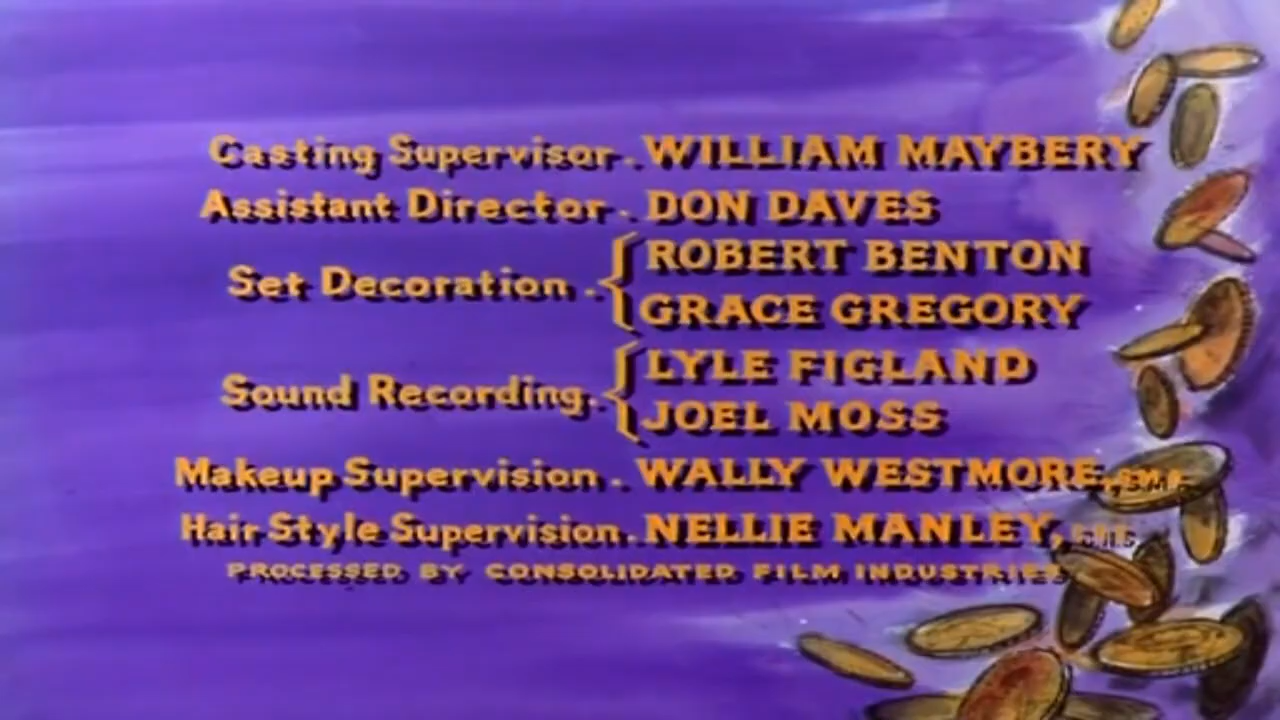 Casting Supervisor. WILLIAM MAYBERY
Assistant Director. DON DAVES
Set Decoration. { ROBERT BENTON
GRACE GREGORY
Sound Recording. { LYLE FIGLAND
JOEL MOSS
Makeup Supervision. WALLY WESTMORE,
Hair Style Supervision. NELLIE MANLEY,
PROCESSED BY CONSOLIDATED FILM INDUSTRIES